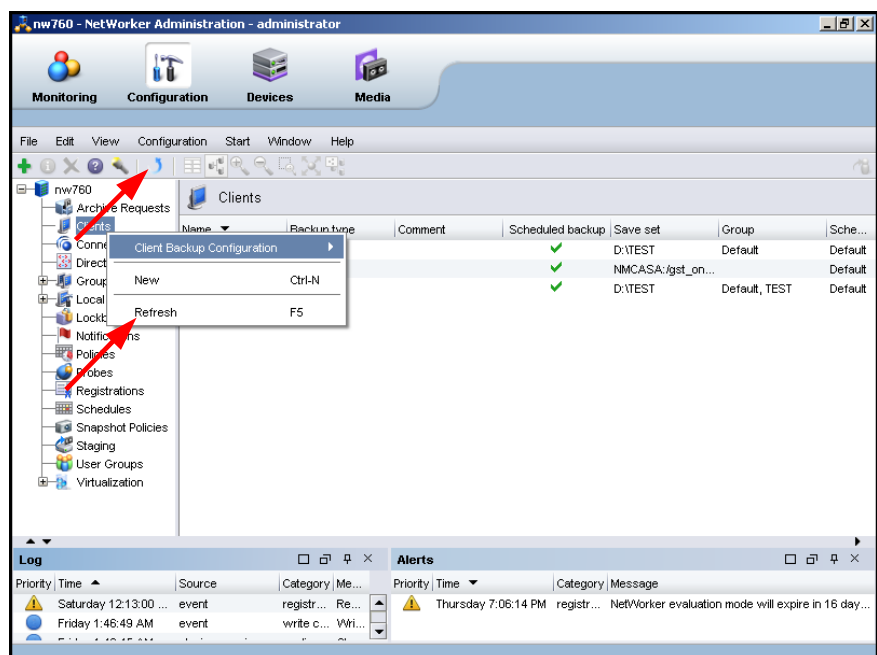 nw760 - NetWorker Administration - administrator
Monitoring Configuration Devices Media
File Edit View Configuration Start Window Help
nw760
Archive Requests
Clients
Direct
Group
Local
Lockb
Policies
Probes
Registrations
Schedules
Snapshot Policies
Staging
User Groups
Virtualization
Client Backup Configuration
New Ctrl-N
Refresh F5
Clients
Name Backup type Comment Scheduled backup Save set Group Sche...
D:\TEST Default Default
NMCASA:/gst_on... Default
D:\TEST Default, TEST Default
Log
Priority Time Source Category Me...
Saturday 12:13:00 ... event registr... Re...
Friday 1:46:49 AM event write c... Wri...
Alerts
Priority Time Category Message
Thursday 7:06:14 PM registr... NetWorker evaluation mode will expire in 16 day...